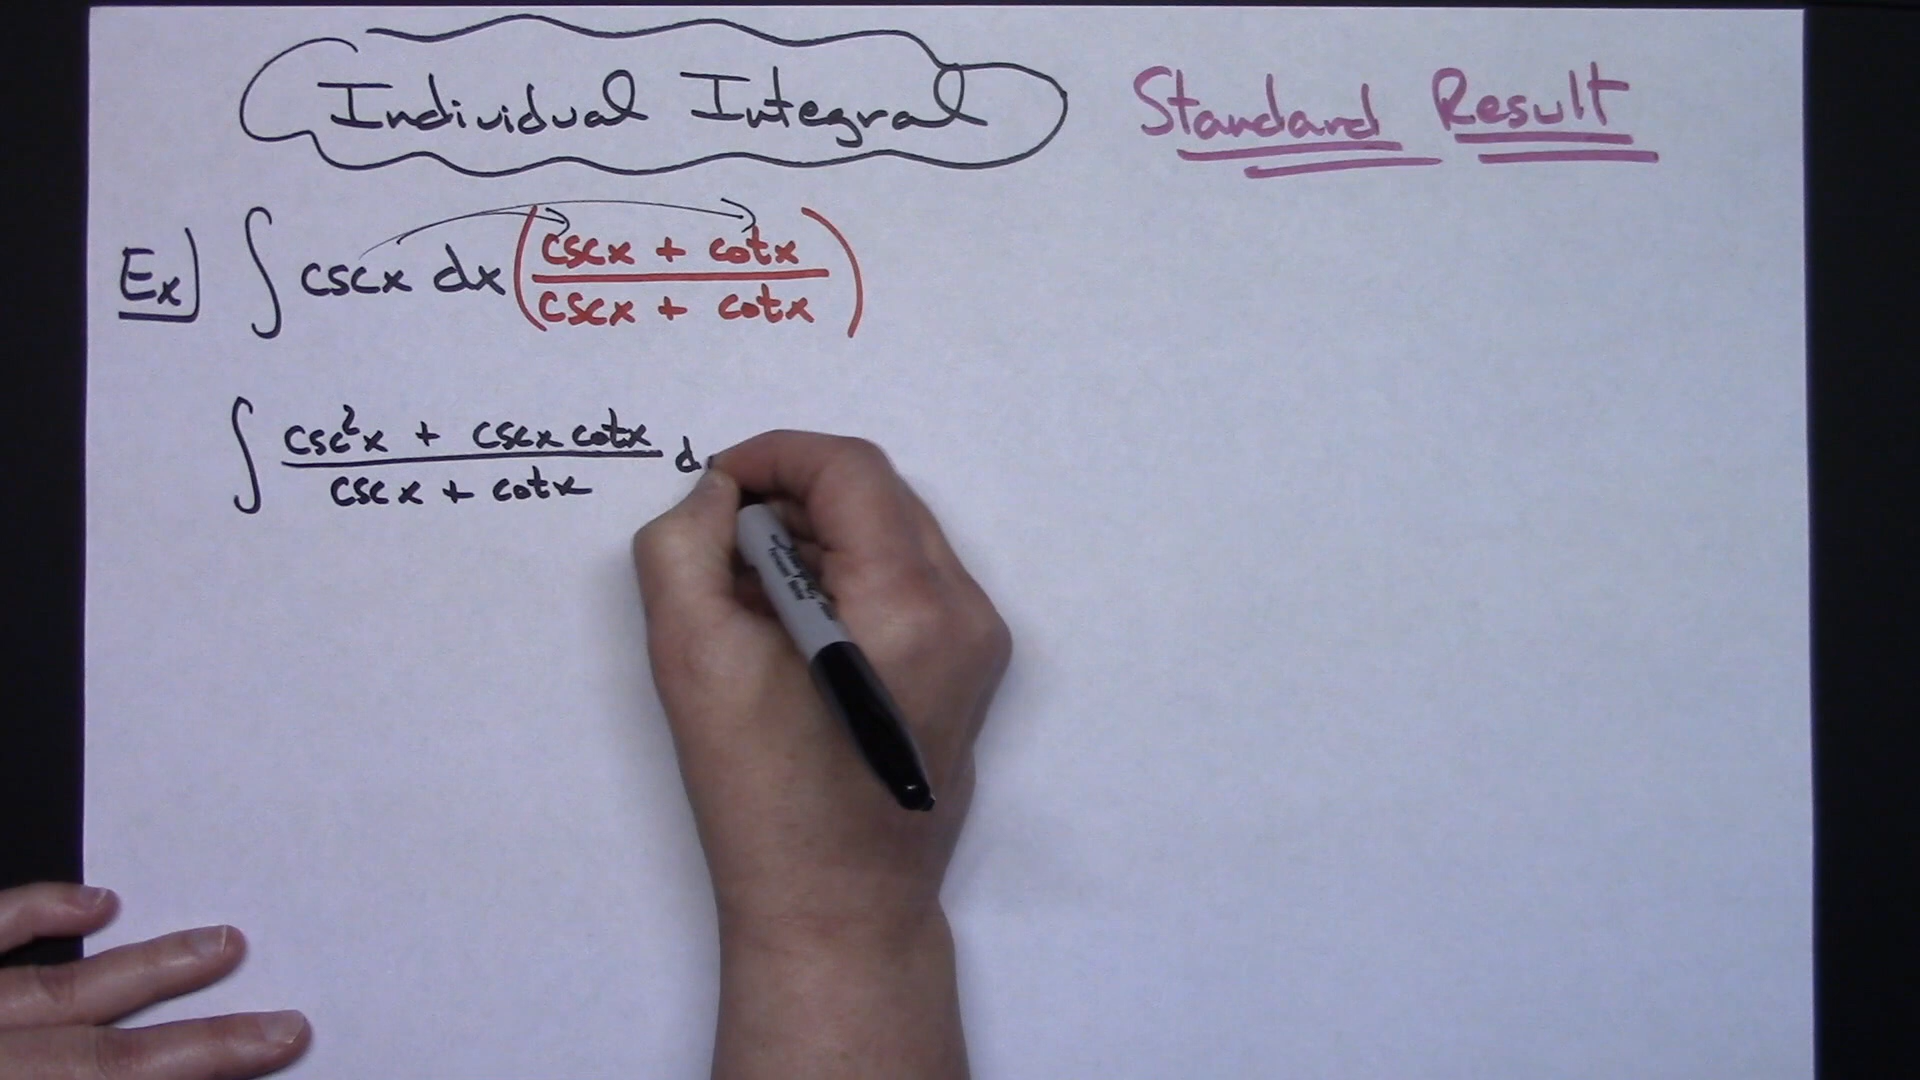 Individual Integral Standard Result
Ex) ∫ cscx dx (cscx + cotx / cscx + cotx)
∫ csc²x + cscx cotx / cscx + cotx d